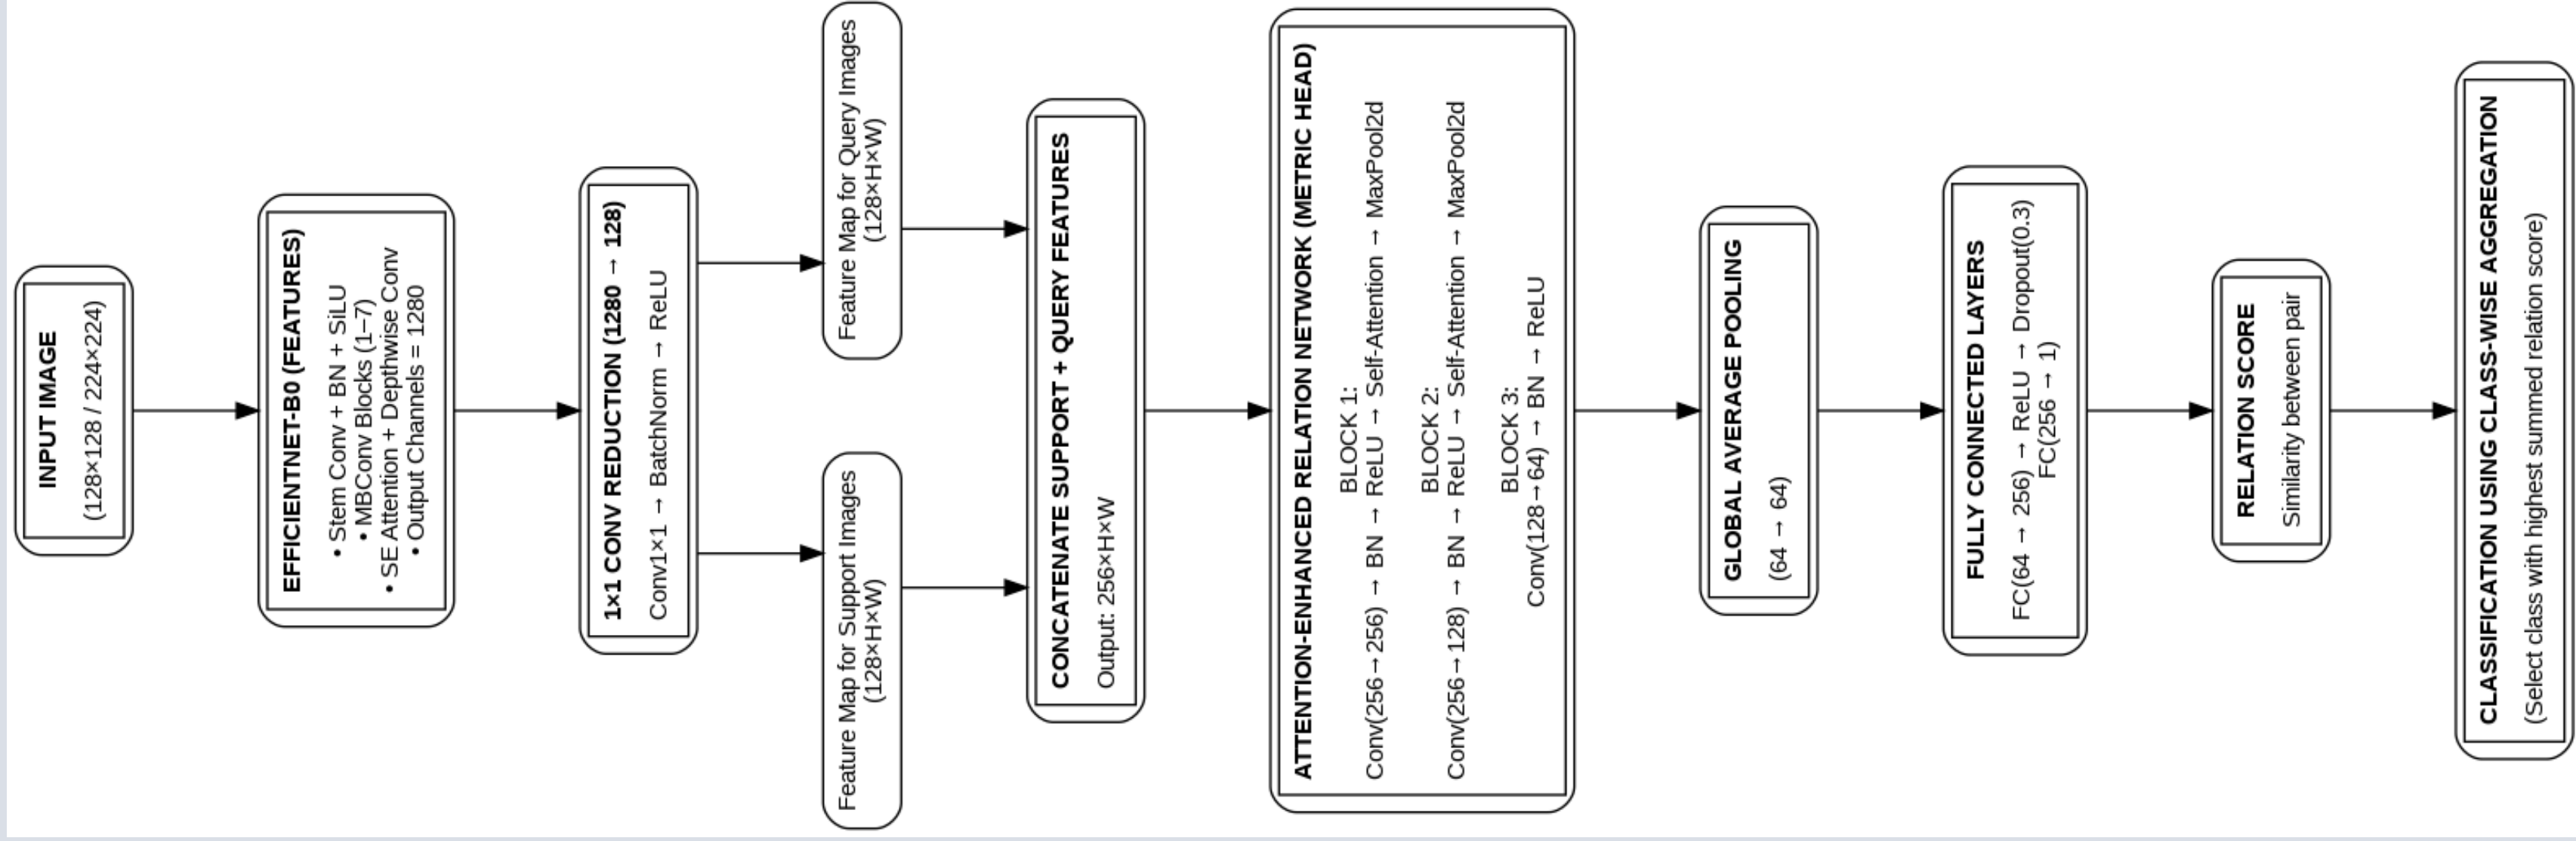 INPUT IMAGE
(128×128 / 224×224)
EFFICIENTNET-B0 (FEATURES)
• Stem Conv + BN + SiLU
• MBConv Blocks (1–7)
• SE Attention + Depthwise Conv
• Output Channels = 1280
1×1 CONV REDUCTION (1280 → 128)
Conv1×1 → BatchNorm → ReLU
Feature Map for Support Images
(128×H×W)
Feature Map for Query Images
(128×H×W)
CONCATENATE SUPPORT + QUERY FEATURES
Output: 256×H×W
ATTENTION-ENHANCED RELATION NETWORK (METRIC HEAD)
BLOCK 1:
Conv(256→256) → BN → ReLU → Self-Attention → MaxPool2d
BLOCK 2:
Conv(256→128) → BN → ReLU → Self-Attention → MaxPool2d
BLOCK 3:
Conv(128→64) → BN → ReLU
GLOBAL AVERAGE POOLING
(64 → 64)
FULLY CONNECTED LAYERS
FC(64 → 256) → ReLU → Dropout(0.3)
FC(256 → 1)
RELATION SCORE
Similarity between pair
CLASSIFICATION USING CLASS-WISE AGGREGATION
(Select class with highest summed relation score)